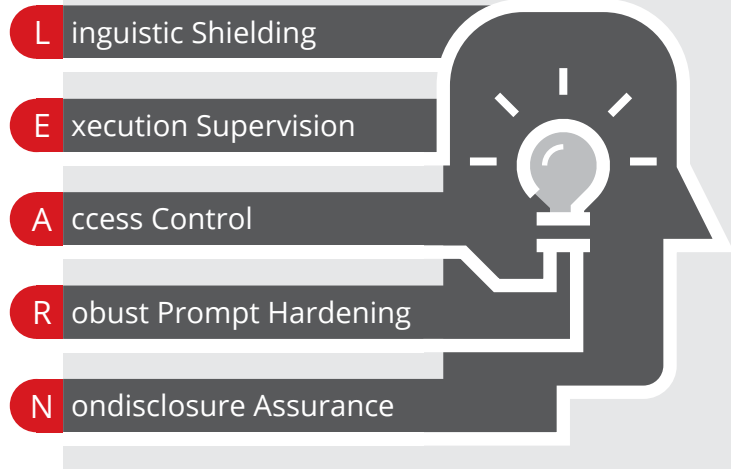 Linguistic Shielding
Execution Supervision
Access Control
Robust Prompt Hardening
Nondisclosure Assurance